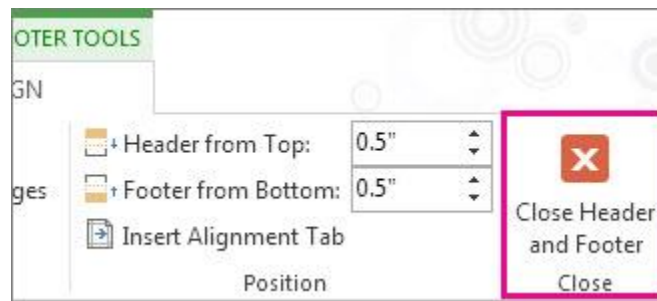 OTER TOOLS
GN
Header from Top: 0.5"
ges Footer from Bottom: 0.5"
Insert Alignment Tab
Close Header
and Footer
Position Close